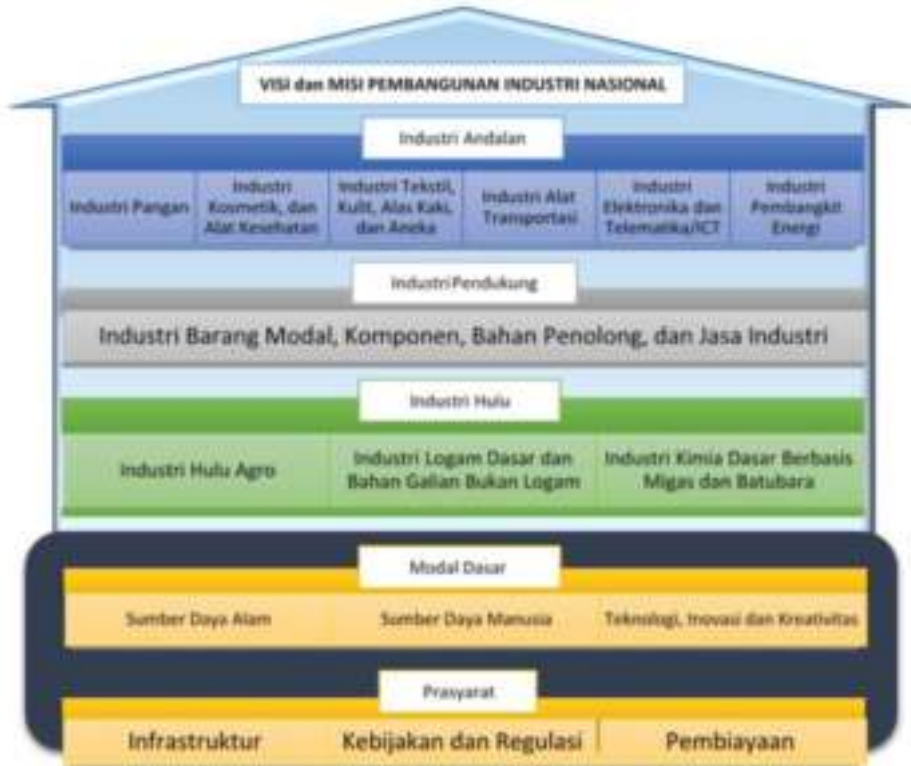 VISI dan MISI PEMBANGUNAN INDUSTRI NASIONAL
Industri Andalan
Industri Pangan
Industri
Kosmetik, dan
Alat Kesehatan
Industri Tekstil,
Kulit, Alas Kaki,
dan Aneka
Industri Alat
Transportasi
Industri
Elektronika dan
Telematika/ICT
Industri
Pembangkit
Energi
Industri Pendukung
Industri Barang Modal, Komponen, Bahan Penolong, dan Jasa Industri
Industri Hulu
Industri Hulu Agro
Industri Logam Dasar dan
Bahan Galian Bukan Logam
Industri Kimia Dasar Berbasis
Migas dan Batubara
Modal Dasar
Sumber Daya Alam
Sumber Daya Manusia
Teknologi, Inovasi dan Kreativitas
Prasyarat
Infrastruktur
Kebijakan dan Regulasi
Pembiayaan